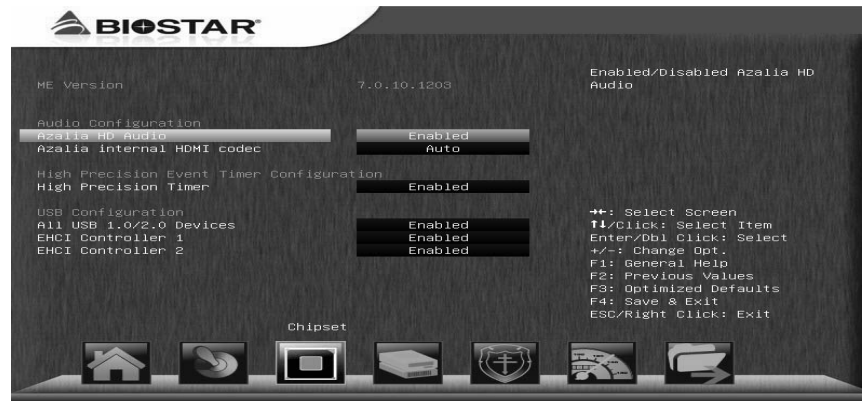 BIOSTAR
ME Version 7.0.10.1203
Enabled/Disabled Azalia HD
Audio
Audio Configuration
Azalia HD Audio Enabled
Azalia internal HDMI codec Auto
High Precision Event Timer Configuration
High Precision Timer Enabled
USB Configuration
All USB 1.0/2.0 Devices Enabled
EHCI Controller 1 Enabled
EHCI Controller 2 Enabled
→←: Select Screen
↑↓/Click: Select Item
Enter/Dbl Click: Select
+/-: Change Opt.
F1: General Help
F2: Previous Values
F3: Optimized Defaults
F4: Save & Exit
ESC/Right Click: Exit
Chipset